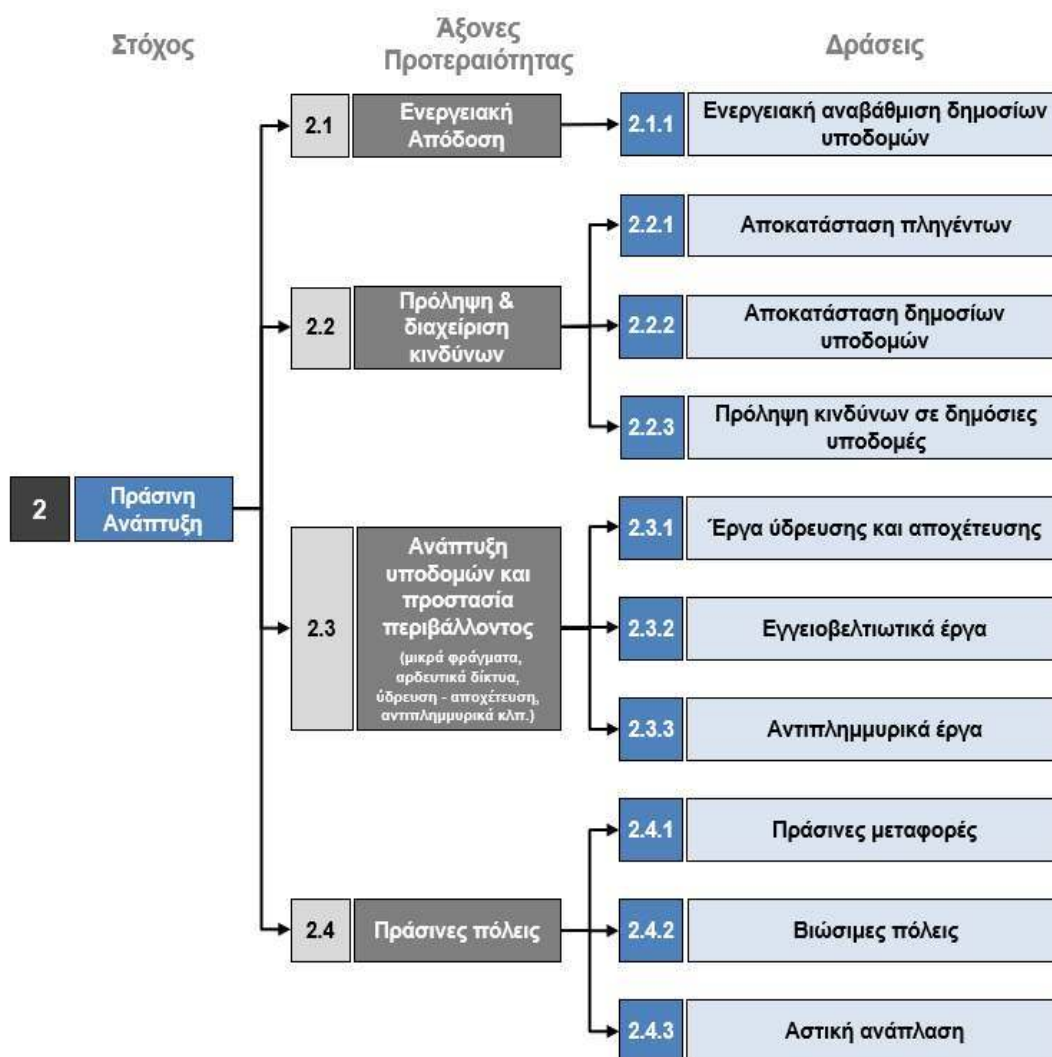 Στόχος
Άξονες
Προτεραιότητας
Δράσεις
2
Πράσινη
Ανάπτυξη
2.1
Ενεργειακή
Απόδοση
2.1.1
Ενεργειακή αναβάθμιση δημοσίων
υποδομών
2.2
Πρόληψη &
διαχείριση
κινδύνων
2.2.1
Αποκατάσταση πληγέντων
2.2.2
Αποκατάσταση δημοσίων
υποδομών
2.2.3
Πρόληψη κινδύνων σε δημόσιες
υποδομές
2.3
Ανάπτυξη
υποδομών και
προστασία
περιβάλλοντος
(μικρά φράγματα,
αρδευτικά δίκτυα,
ύδρευση - αποχέτευση,
αντιπλημμυρικά κλπ.)
2.3.1
Έργα ύδρευσης και αποχέτευσης
2.3.2
Εγγειοβελτιωτικά έργα
2.3.3
Αντιπλημμυρικά έργα
2.4
Πράσινες πόλεις
2.4.1
Πράσινες μεταφορές
2.4.2
Βιώσιμες πόλεις
2.4.3
Αστική ανάπλαση